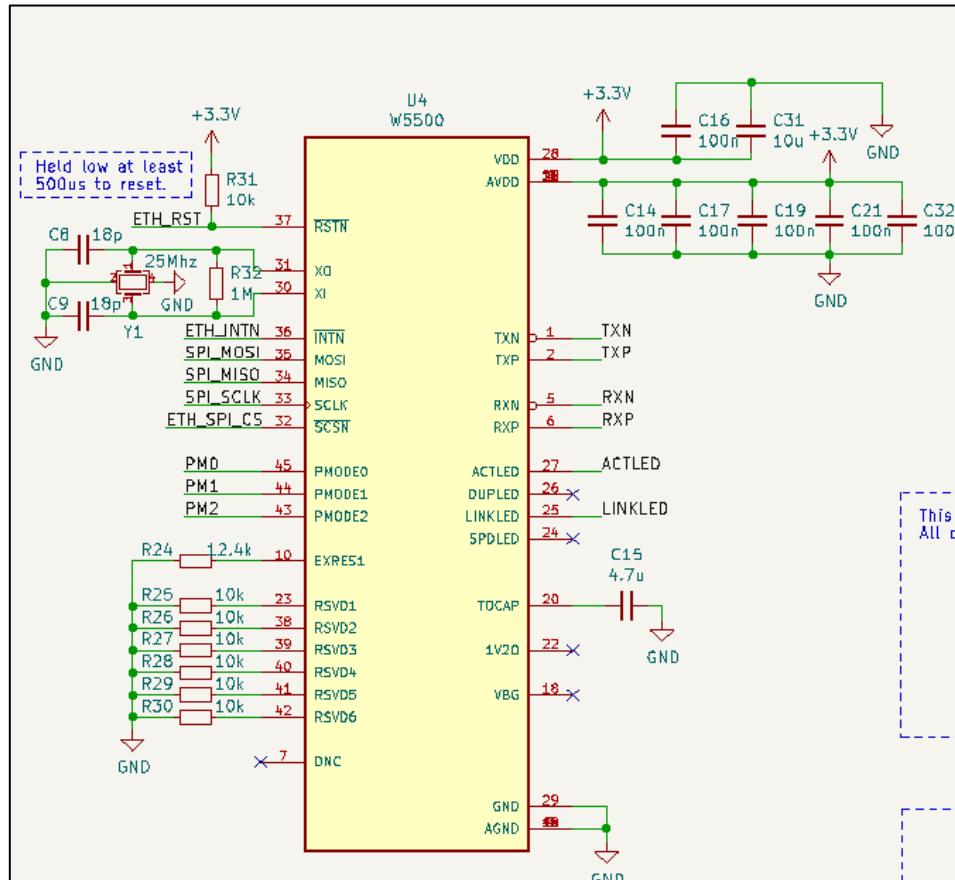 U4
W5500
+3.3V
Held low at least
500us to reset.
R31
10k
ETH_RST
37
RSTN
C8
18p
25Mhz
1
2
4
3
GND
C9
18p
Y1
GND
R32
1M
31
XO
30
XI
ETH_INTN
36
INTN
SPI_MOSI
35
MOSI
SPI_MISO
34
MISO
SPI_SCLK
33
SCLK
ETH_SPI_CS
32
SCSN
PM0
45
PMODE0
PM1
44
PMODE1
PM2
43
PMODE2
R24
12.4k
10
EXRES1
R25
10k
23
RSVD1
R26
10k
38
RSVD2
R27
10k
39
RSVD3
R28
10k
40
RSVD4
R29
10k
41
RSVD5
R30
10k
42
RSVD6
GND
7
DNC
VDD
28
+3.3V
C16
100n
C31
10u
GND
AVDD
+3.3V
C14
100n
C17
100n
C19
100n
C21
100n
C32
100
GND
TXN
1
TXN
TXP
2
TXP
RXN
5
RXN
RXP
6
RXP
ACTLED
27
ACTLED
DUPLED
26
LINKLED
25
LINKLED
SPDLED
24
TOCAP
20
C15
4.7u
GND
1V2O
22
VBG
18
GND
29
AGND
GND
This
All